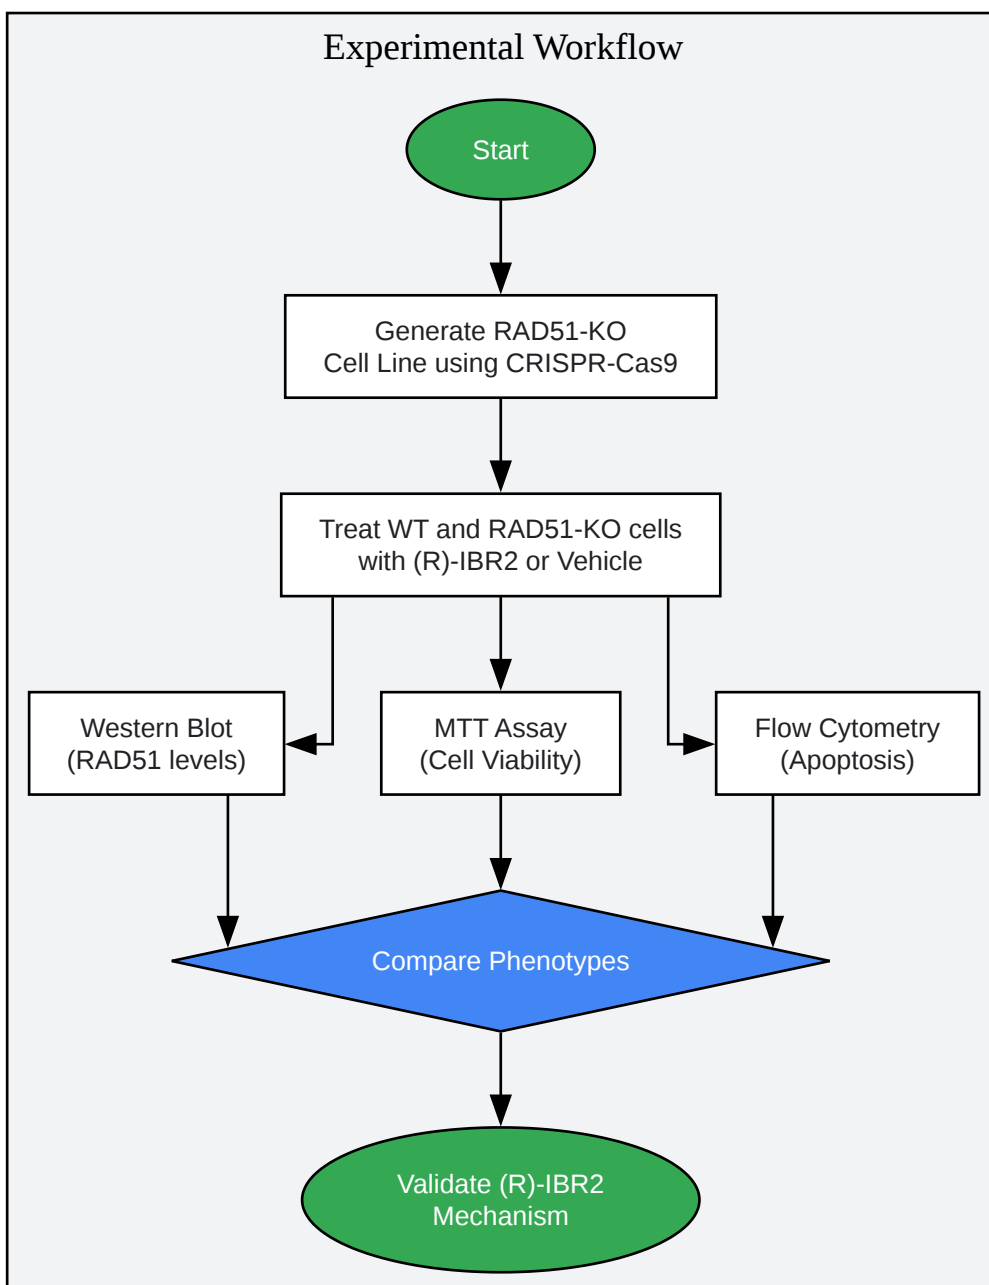 Experimental Workflow
Start
Generate RAD51-KO
Cell Line using CRISPR-Cas9
Treat WT and RAD51-KO cells
with (R)-IBR2 or Vehicle
Western Blot
(RAD51 levels)
MTT Assay
(Cell Viability)
Flow Cytometry
(Apoptosis)
Compare Phenotypes
Validate (R)-IBR2
Mechanism